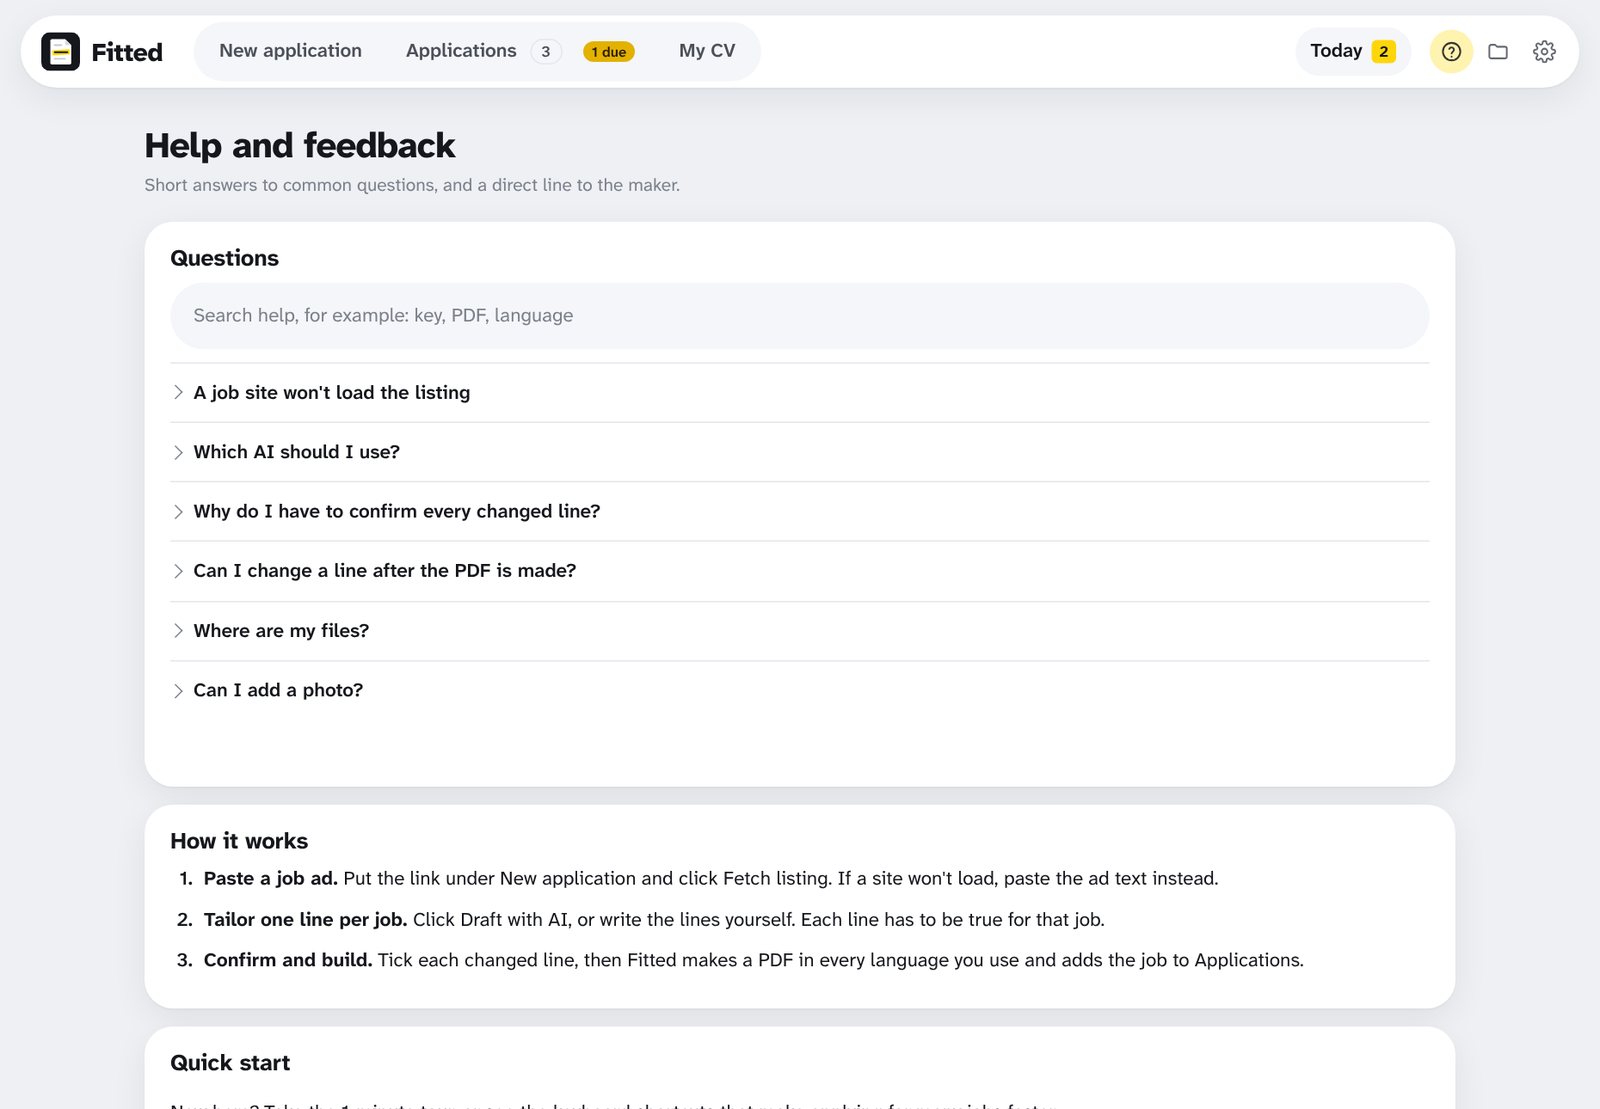 Fitted
New application
Applications 3 1 due
My CV
Today 2
Help and feedback
Short answers to common questions, and a direct line to the maker.
Questions
Search help, for example: key, PDF, language
A job site won't load the listing
Which AI should I use?
Why do I have to confirm every changed line?
Can I change a line after the PDF is made?
Where are my files?
Can I add a photo?
How it works
1. Paste a job ad. Put the link under New application and click Fetch listing. If a site won't load, paste the ad text instead.
2. Tailor one line per job. Click Draft with AI, or write the lines yourself. Each line has to be true for that job.
3. Confirm and build. Tick each changed line, then Fitted makes a PDF in every language you use and adds the job to Applications.
Quick start